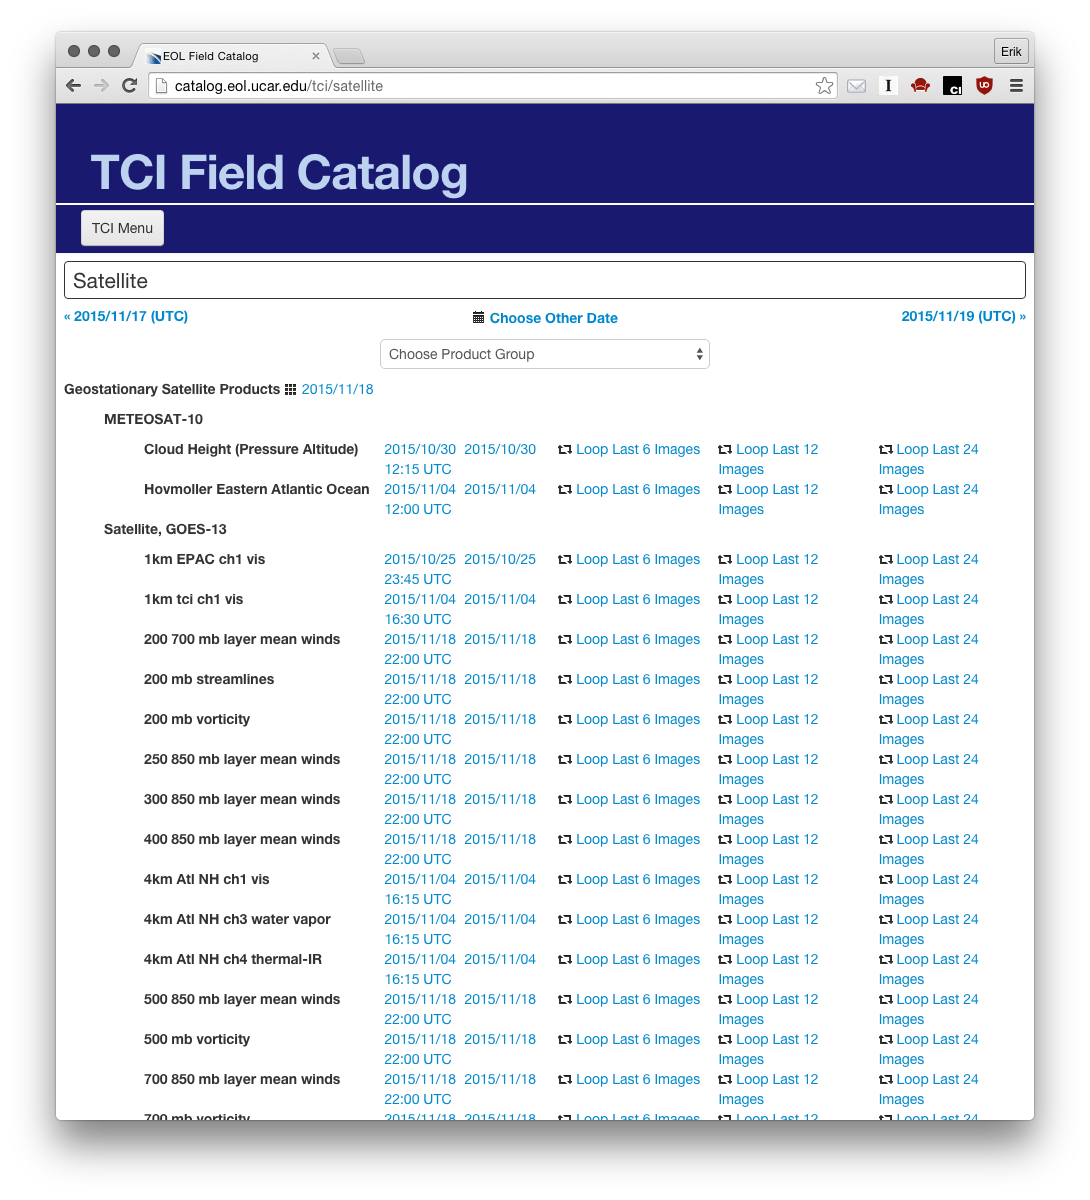 EOL Field Catalog
Erik
catalog.eol.ucar.edu/tci/satellite
TCI Field Catalog
TCI Menu
Satellite
« 2015/11/17 (UTC) Choose Other Date 2015/11/19 (UTC) »
Choose Product Group
Geostationary Satellite Products 2015/11/18
METEOSAT-10
Cloud Height (Pressure Altitude) 2015/10/30 2015/10/30 Loop Last 6 Images Loop Last 12 Loop Last 24
12:15 UTC Images Images
Hovmoller Eastern Atlantic Ocean 2015/11/04 2015/11/04 Loop Last 6 Images Loop Last 12 Loop Last 24
12:00 UTC Images Images
Satellite, GOES-13
1km EPAC ch1 vis 2015/10/25 2015/10/25 Loop Last 6 Images Loop Last 12 Loop Last 24
23:45 UTC Images Images
1km tci ch1 vis 2015/11/04 2015/11/04 Loop Last 6 Images Loop Last 12 Loop Last 24
16:30 UTC Images Images
200 700 mb layer mean winds 2015/11/18 2015/11/18 Loop Last 6 Images Loop Last 12 Loop Last 24
22:00 UTC Images Images
200 mb streamlines 2015/11/18 2015/11/18 Loop Last 6 Images Loop Last 12 Loop Last 24
22:00 UTC Images Images
200 mb vorticity 2015/11/18 2015/11/18 Loop Last 6 Images Loop Last 12 Loop Last 24
22:00 UTC Images Images
250 850 mb layer mean winds 2015/11/18 2015/11/18 Loop Last 6 Images Loop Last 12 Loop Last 24
22:00 UTC Images Images
300 850 mb layer mean winds 2015/11/18 2015/11/18 Loop Last 6 Images Loop Last 12 Loop Last 24
22:00 UTC Images Images
400 850 mb layer mean winds 2015/11/18 2015/11/18 Loop Last 6 Images Loop Last 12 Loop Last 24
22:00 UTC Images Images
4km Atl NH ch1 vis 2015/11/04 2015/11/04 Loop Last 6 Images Loop Last 12 Loop Last 24
16:15 UTC Images Images
4km Atl NH ch3 water vapor 2015/11/04 2015/11/04 Loop Last 6 Images Loop Last 12 Loop Last 24
16:15 UTC Images Images
4km Atl NH ch4 thermal-IR 2015/11/04 2015/11/04 Loop Last 6 Images Loop Last 12 Loop Last 24
16:15 UTC Images Images
500 850 mb layer mean winds 2015/11/18 2015/11/18 Loop Last 6 Images Loop Last 12 Loop Last 24
22:00 UTC Images Images
500 mb vorticity 2015/11/18 2015/11/18 Loop Last 6 Images Loop Last 12 Loop Last 24
22:00 UTC Images Images
700 850 mb layer mean winds 2015/11/18 2015/11/18 Loop Last 6 Images Loop Last 12 Loop Last 24
22:00 UTC Images Images
700 mb vorticity 2015/11/18 2015/11/18 Loop Last 6 Images Loop Last 12 Loop Last 24